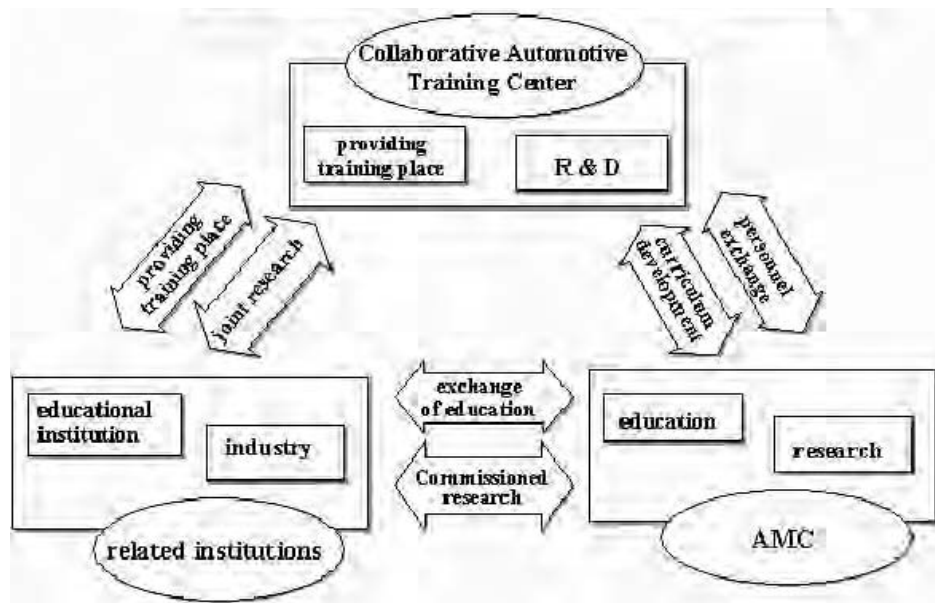 Collaborative Automotive
Training Center
providing
training place
R & D
providing
training place
joint research
curriculum
development
personnel
exchange
educational
institution
industry
related institutions
exchange
of education
Commissioned
research
education
research
AMC